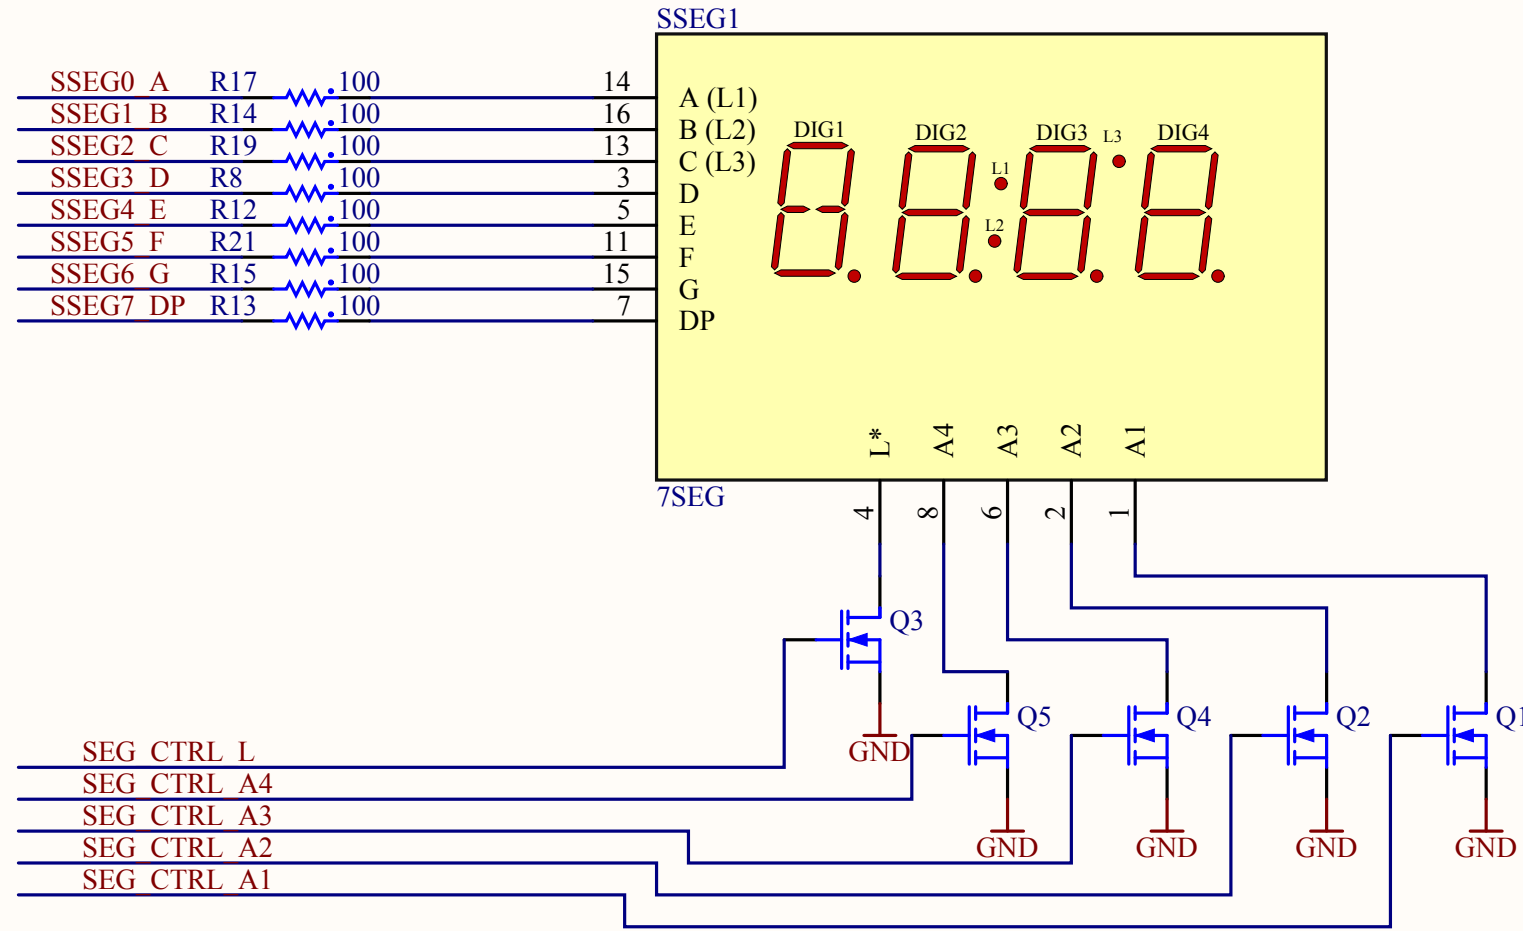 SSEG1
SSEG0_A R17 100 14 A (L1)
SSEG1_B R14 100 16 B (L2)
SSEG2_C R19 100 13 C (L3)
SSEG3_D R8 100 3 D
SSEG4_E R12 100 5 E
SSEG5_F R21 100 11 F
SSEG6_G R15 100 15 G
SSEG7_DP R13 100 7 DP
DIG1 DIG2 DIG3 L3 DIG4
L1
L2
L* A4 A3 A2 A1
7SEG
4 8 6 2 1
Q3
Q5 Q4 Q2 Q1
GND
GND GND GND GND
SEG_CTRL_L
SEG_CTRL_A4
SEG_CTRL_A3
SEG_CTRL_A2
SEG_CTRL_A1